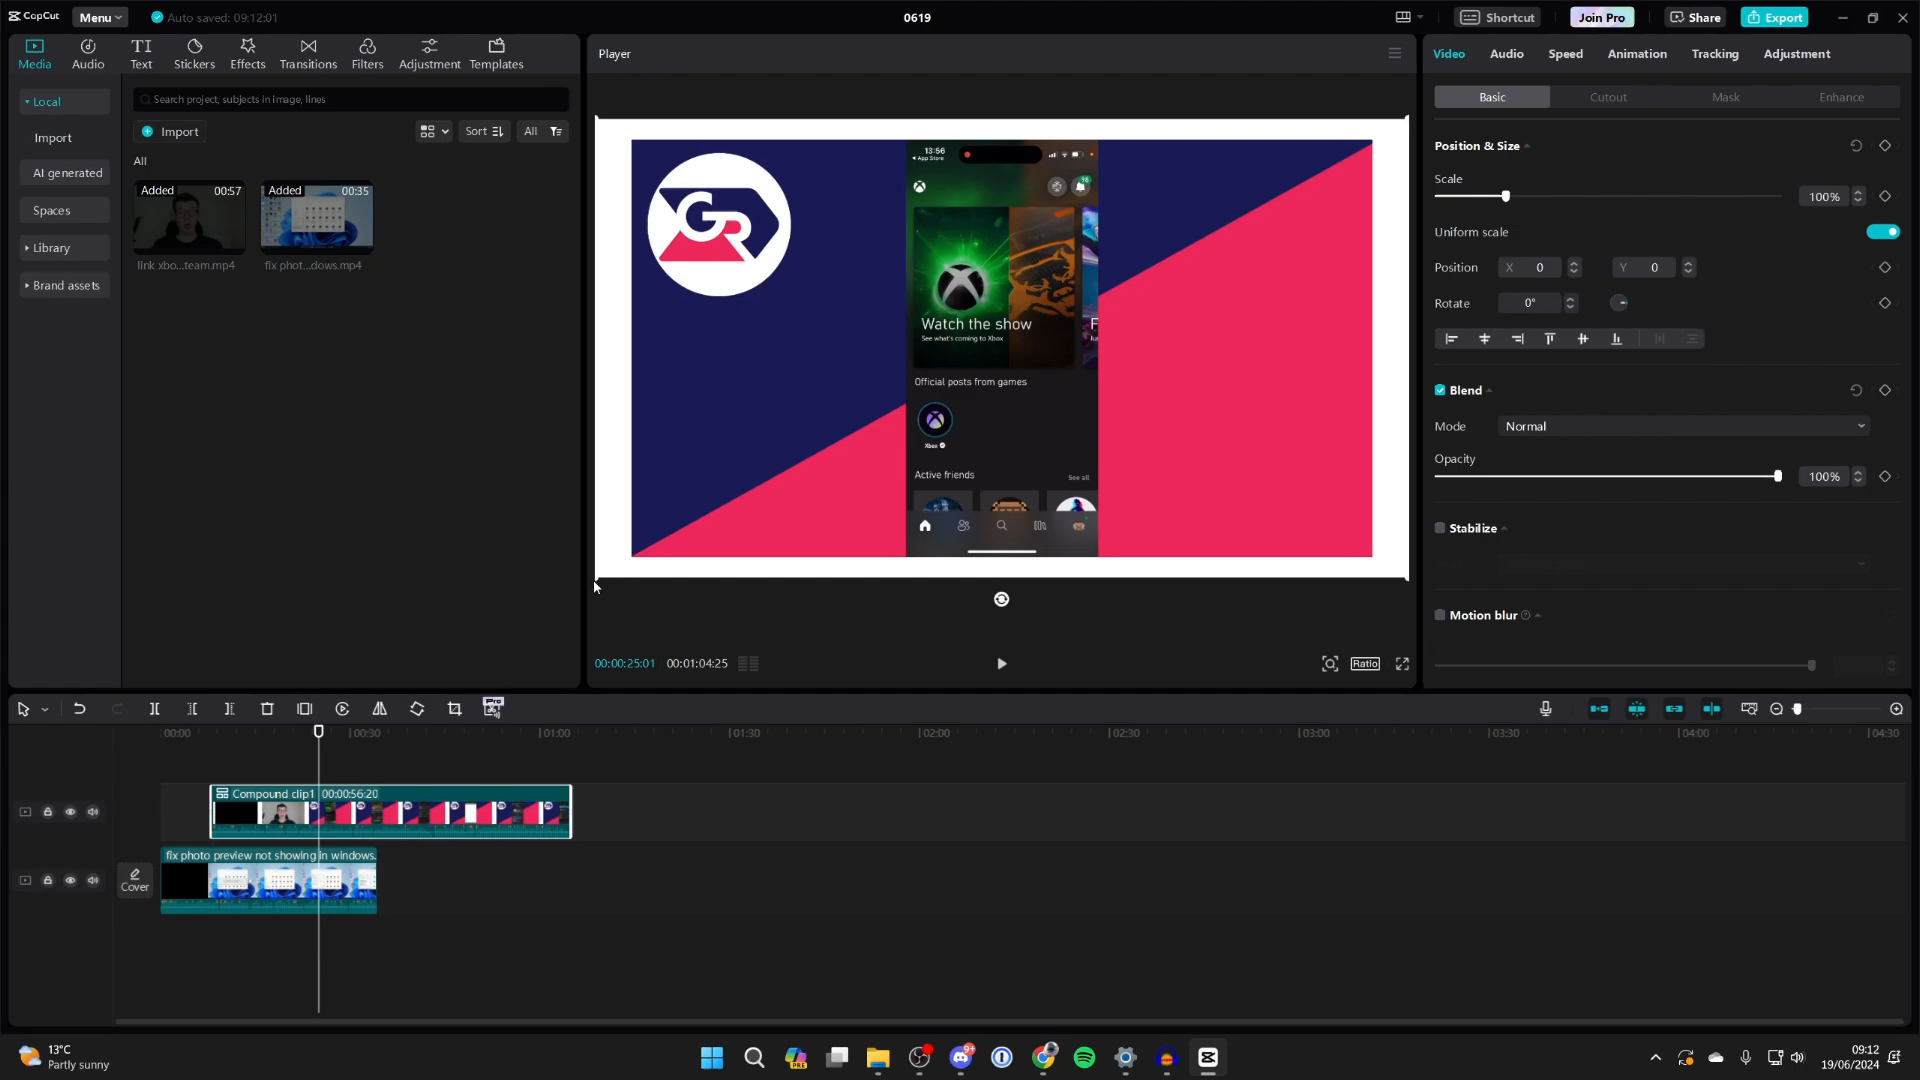 CapCut
Menu
Auto saved: 09:12:01
0619
Shortcut
Join Pro
Share
Export
Media
Audio
Text
Stickers
Effects
Transitions
Filters
Adjustment
Templates
Local
Import
AI generated
Spaces
Library
Brand assets
Search project, subjects in image, lines
Import
Sort
All
All
Added 00:57
Added 00:35
link xbo...team.mp4
fix phot...dows.mp4
Player
GR
13:56
App Store
98
Watch the show
See what's coming to Xbox
F
Official posts from games
Xbox
Active friends
See all
00:00:25:01
00:01:04:25
Ratio
Video
Audio
Speed
Animation
Tracking
Adjustment
Basic
Cutout
Mask
Enhance
Position & Size
Scale
100%
Uniform scale
Position X 0 Y 0
Rotate 0°
Blend
Mode Normal
Opacity
100%
Stabilize
Motion blur
00:00
00:30
01:00
01:30
02:00
02:30
03:00
03:30
04:00
04:30
Compound clip1 00:00:56:20
fix photo preview not showing in windows.
Cover
13°C
Partly sunny
PRE
9+
09:12
19/06/2024